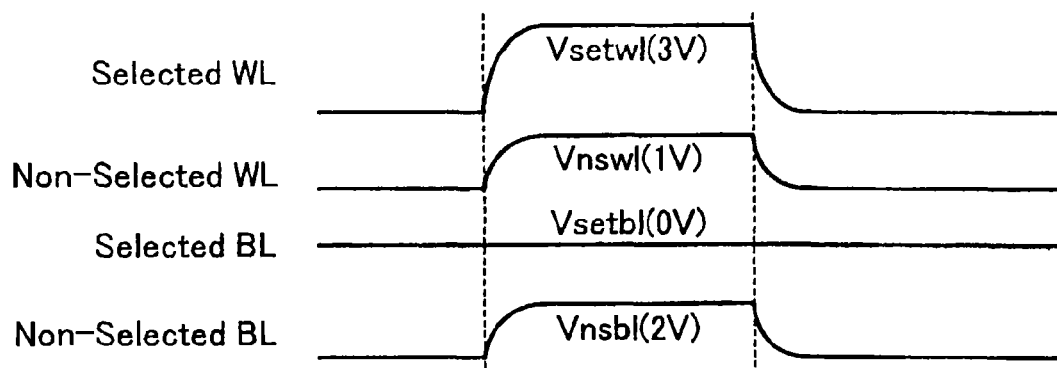 Selected WL
Vsetwl(3V)
Non-Selected WL
Vnswl(1V)
Selected BL
Vsetbl(0V)
Non-Selected BL
Vnsbl(2V)